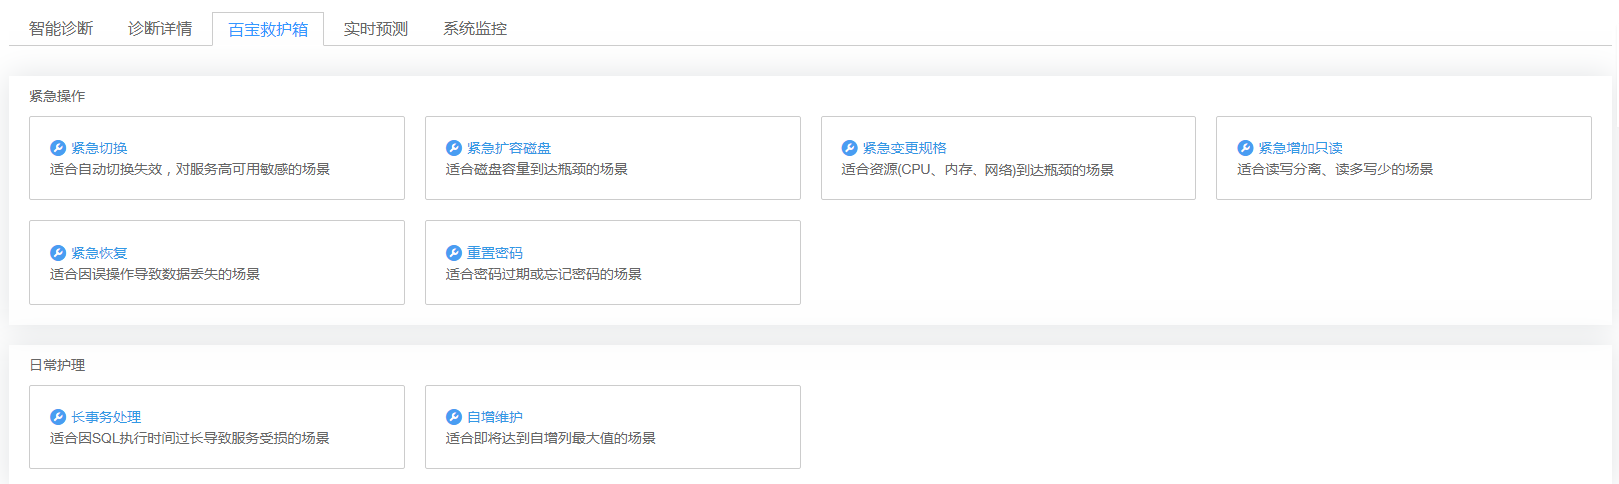 智能诊断 诊断详情 百宝救护箱 实时预测 系统监控
紧急操作
紧急切换
适合自动切换失效，对服务高可用敏感的场景
紧急扩容磁盘
适合磁盘容量到达瓶颈的场景
紧急变更规格
适合资源(CPU、内存、网络)到达瓶颈的场景
紧急增加只读
适合读写分离、读多写少的场景
紧急恢复
适合因误操作导致数据丢失的场景
重置密码
适合密码过期或忘记密码的场景
日常护理
长事务处理
适合因SQL执行时间过长导致服务受损的场景
自增维护
适合即将达到自增列最大值的场景